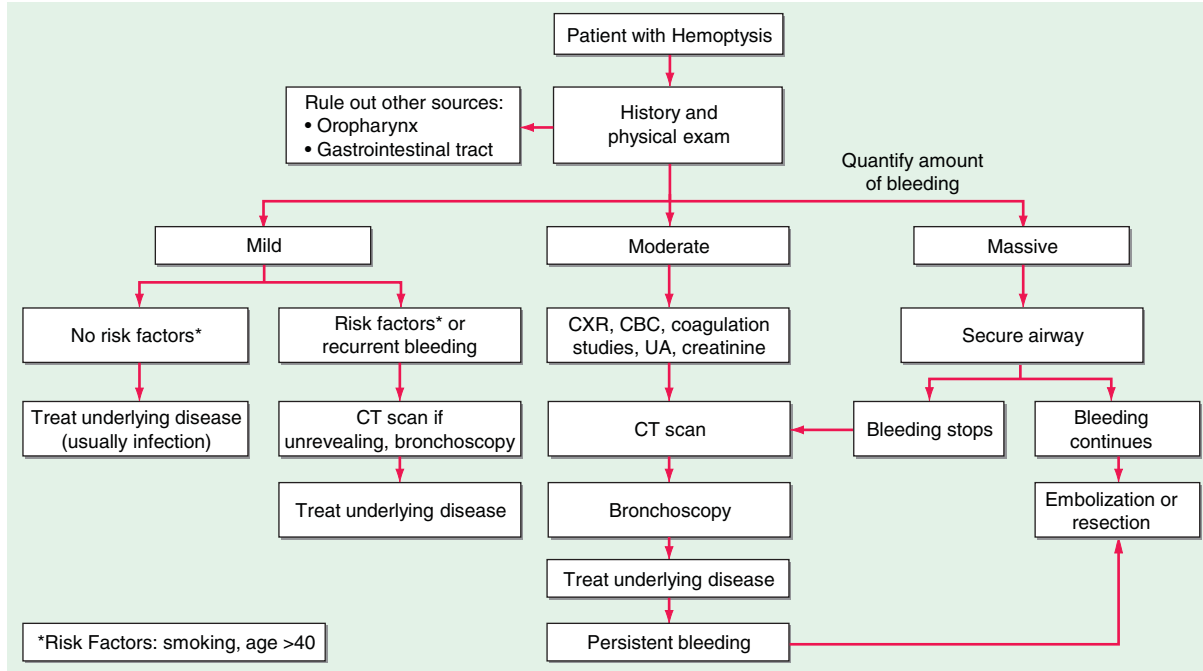 Patient with Hemoptysis
Rule out other sources:
• Oropharynx
• Gastrointestinal tract
History and
physical exam
Quantify amount
of bleeding
Mild
Moderate
Massive
No risk factors*
Risk factors* or
recurrent bleeding
CXR, CBC, coagulation
studies, UA, creatinine
Secure airway
Treat underlying disease
(usually infection)
CT scan if
unrevealing, bronchoscopy
CT scan
Bleeding stops
Bleeding
continues
Treat underlying disease
Bronchoscopy
Embolization or
resection
Treat underlying disease
Persistent bleeding
*Risk Factors: smoking, age >40